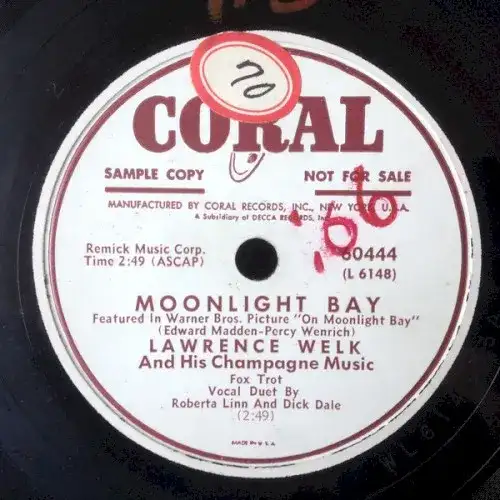 70
CORAL
SAMPLE COPY NOT FOR SALE
MANUFACTURED BY CORAL RECORDS, INC., NEW YORK U.S.A.
A Subsidiary of DECCA RECORDS, Inc.
.06
Remick Music Corp. 60444
Time 2:49 (ASCAP) (L 6148)
MOONLIGHT BAY
Featured In Warner Bros. Picture "On Moonlight Bay"
(Edward Madden-Percy Wenrich)
LAWRENCE WELK
And His Champagne Music
Fox Trot
Vocal Duet By
Roberta Linn And Dick Dale
(2:49)
MADE IN U.S.A.